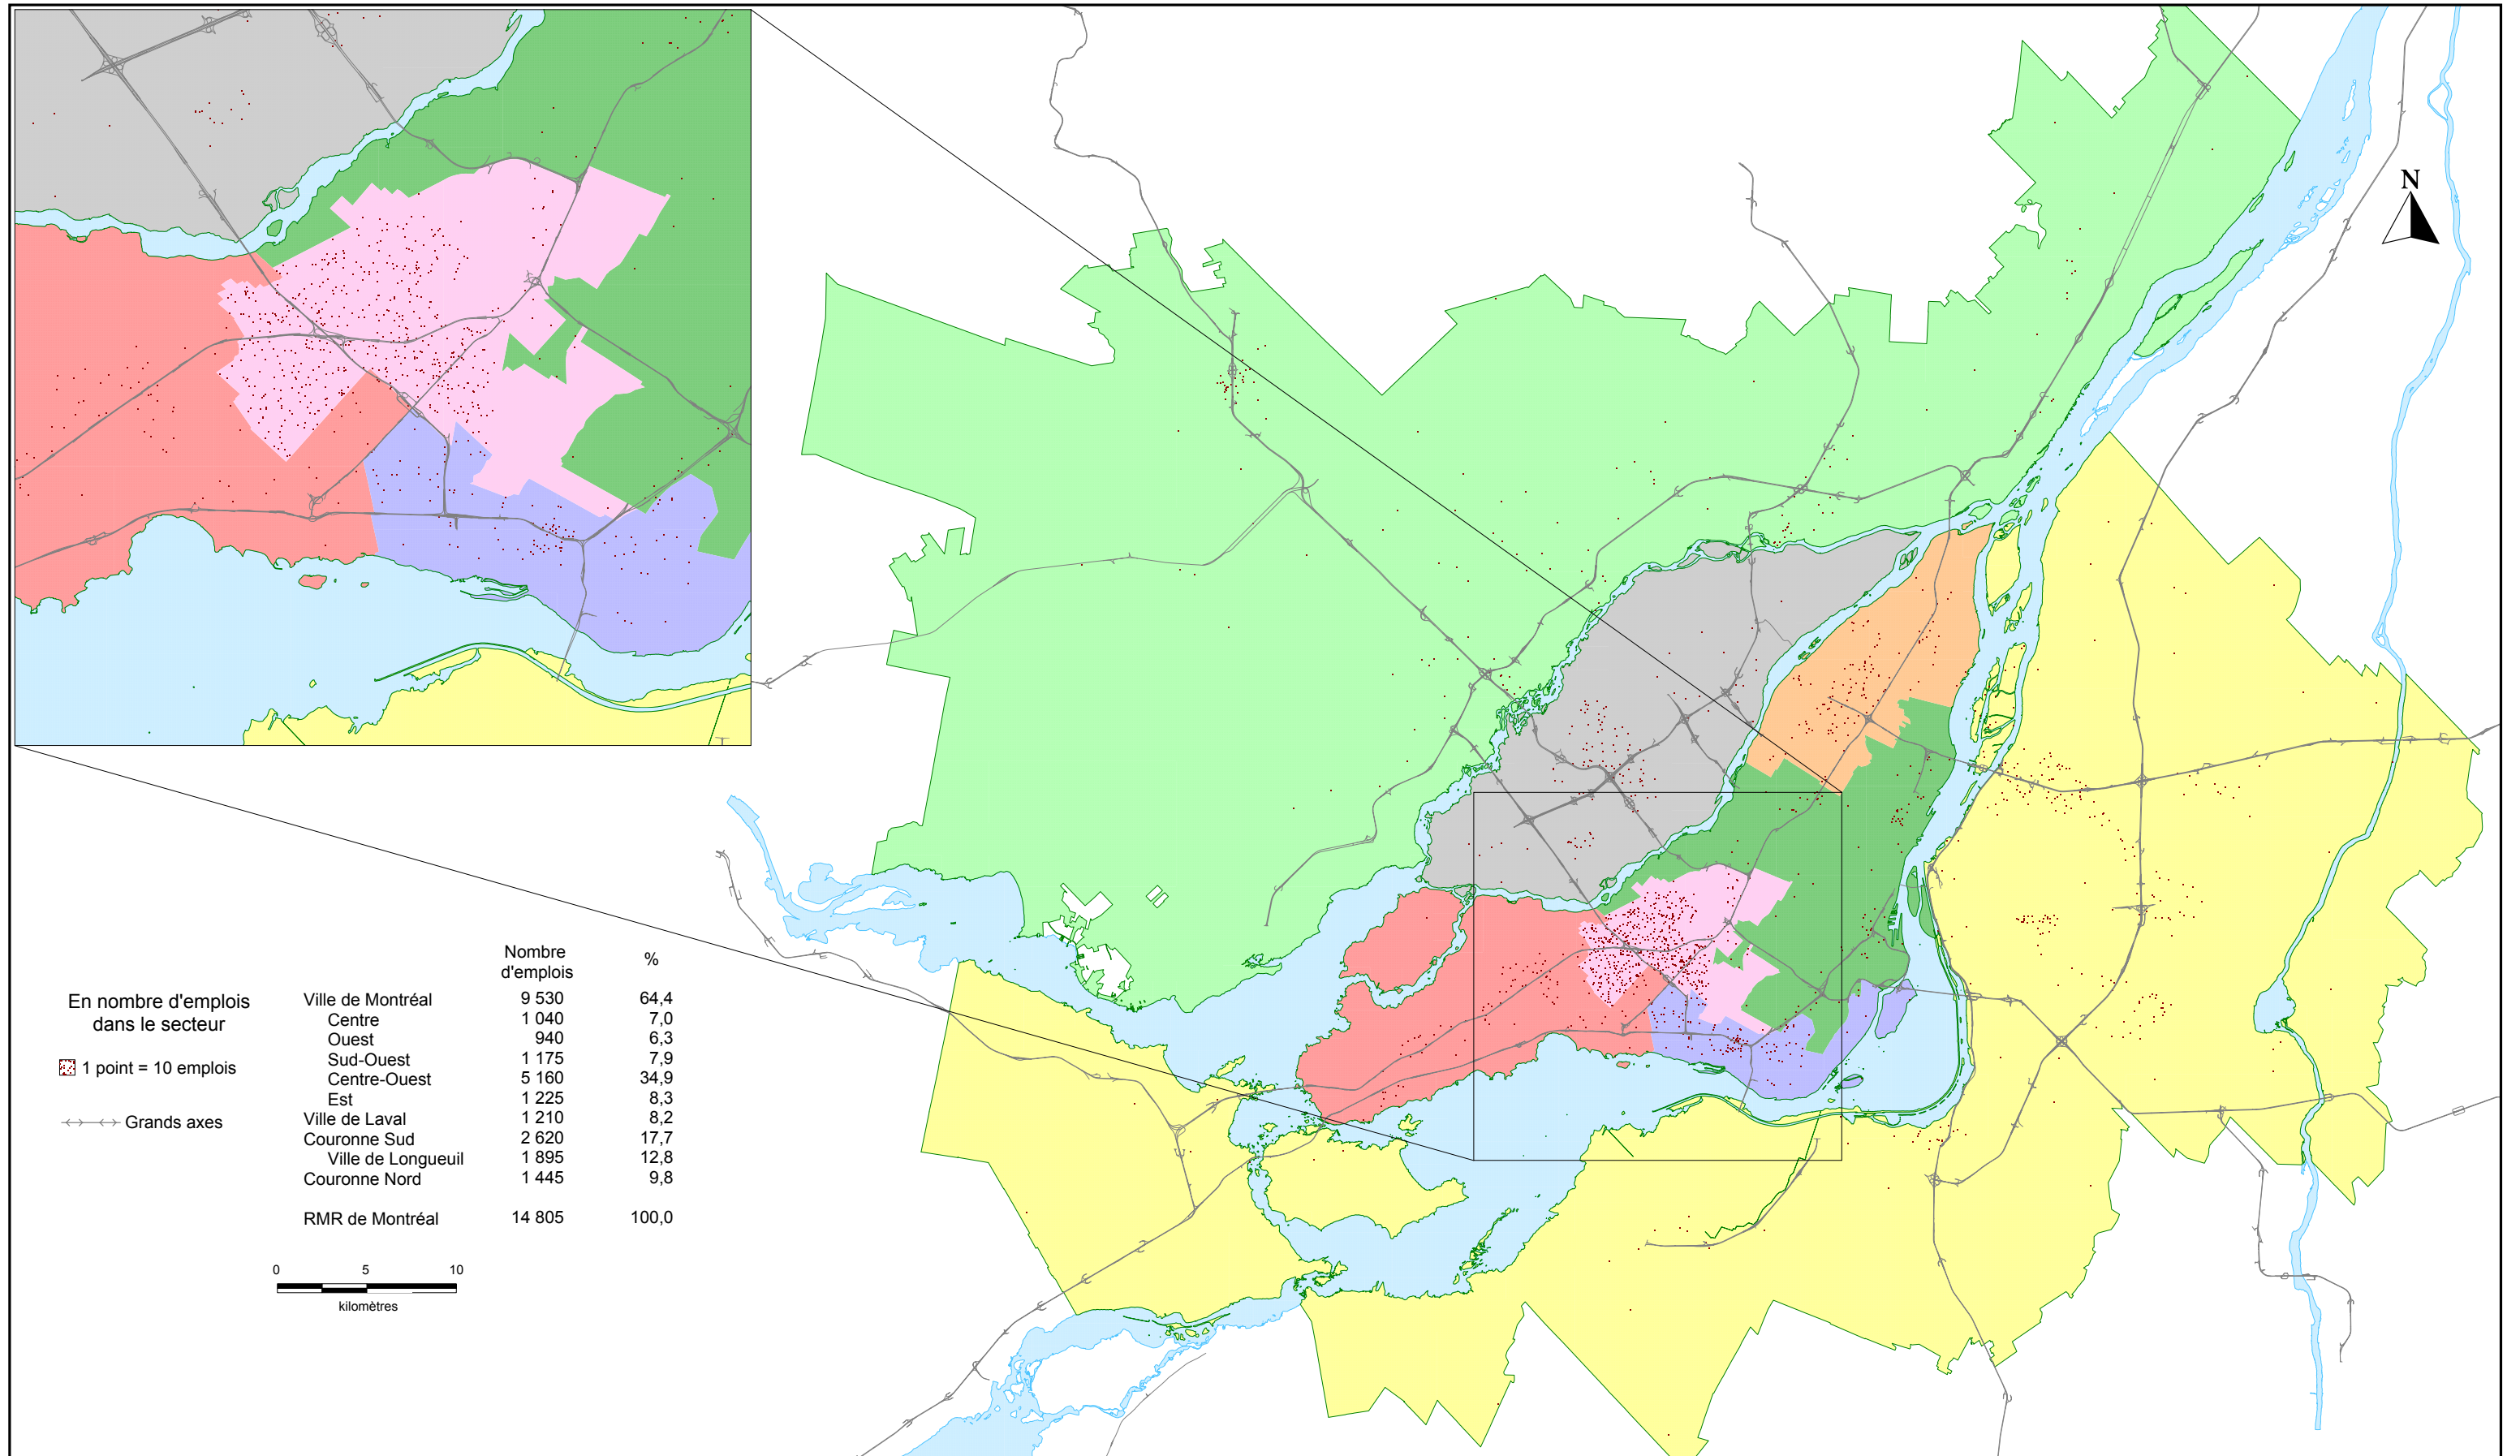 N
Nombre
d'emplois
%
En nombre d'emplois
dans le secteur
1 point = 10 emplois
Grands axes
Ville de Montréal 9 530 64,4
Centre 1 040 7,0
Ouest 940 6,3
Sud-Ouest 1 175 7,9
Centre-Ouest 5 160 34,9
Est 1 225 8,3
Ville de Laval 1 210 8,2
Couronne Sud 2 620 17,7
Ville de Longueuil 1 895 12,8
Couronne Nord 1 445 9,8
RMR de Montréal 14 805 100,0
0 5 10
kilomètres